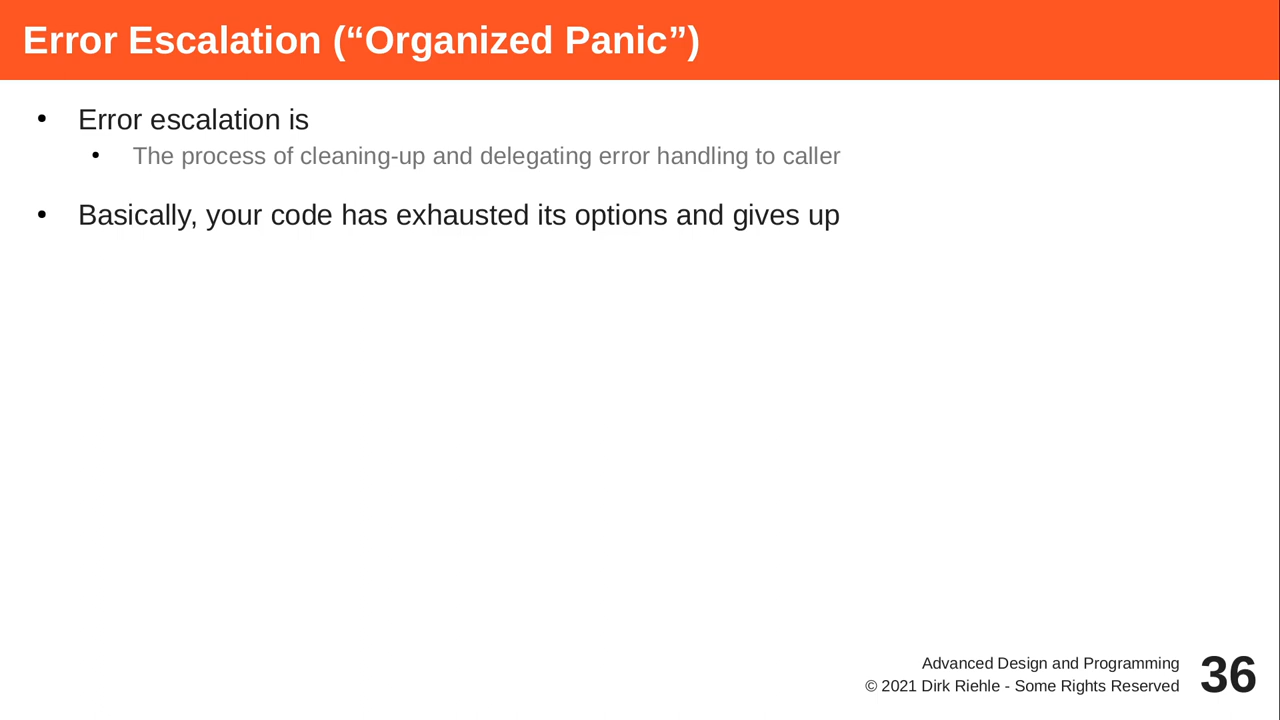 Error Escalation (“Organized Panic”)
• Error escalation is
• The process of cleaning-up and delegating error handling to caller
• Basically, your code has exhausted its options and gives up
Advanced Design and Programming
© 2021 Dirk Riehle - Some Rights Reserved
36